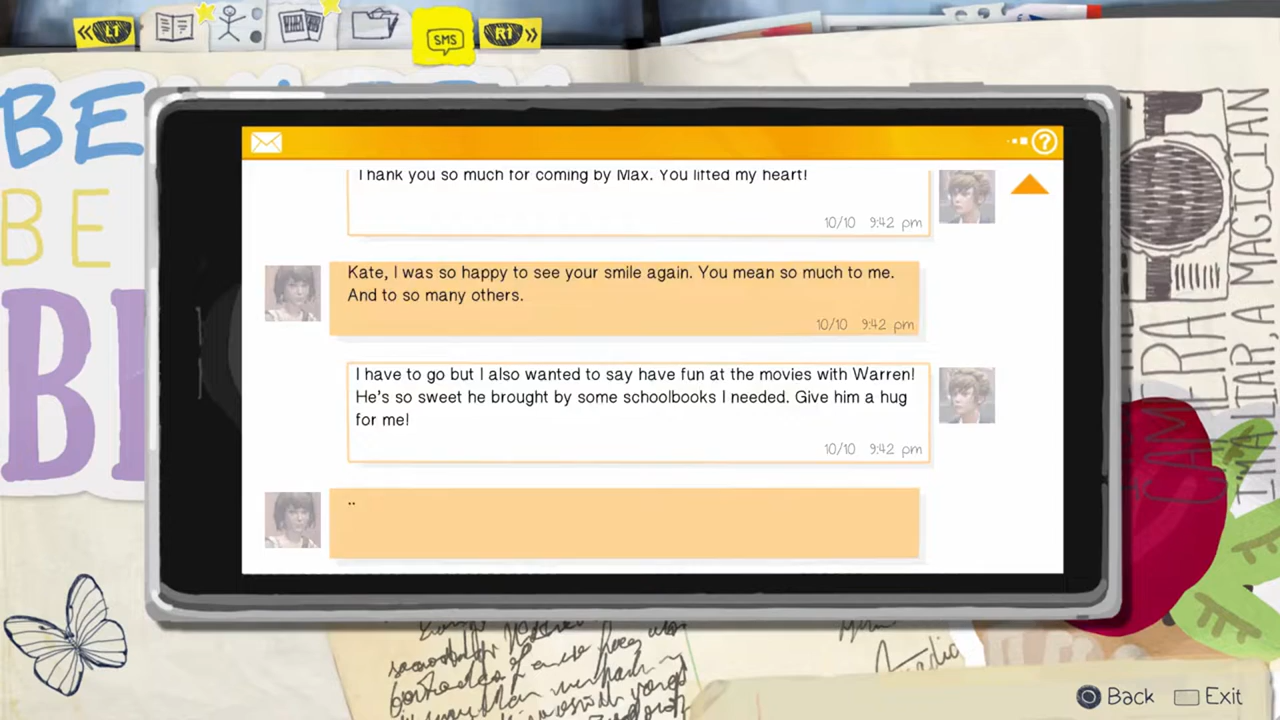 L1
SMS
R1
BE
BE
Thank you so much for coming by Max. You lifted my heart!
10/10 9:42 pm
Kate, I was so happy to see your smile again. You mean so much to me.
And to so many others.
10/10 9:42 pm
I have to go but I also wanted to say have fun at the movies with Warren!
He's so sweet he brought by some schoolbooks I needed. Give him a hug
for me!
10/10 9:42 pm
..
CAMERA
LIAR, A MAGICIAN
Back
Exit